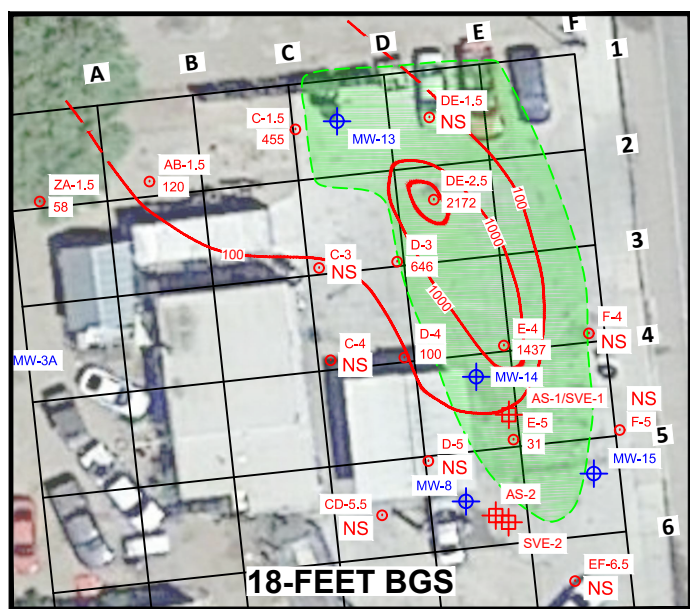 F
E
D
C
B
A
1
DE-1.5
NS
C-1.5
455
MW-13
2
AB-1.5
120
ZA-1.5
58
DE-2.5
2172
100
1000
3
D-3
646
C-3
NS
100
1000
F-4
NS
4
E-4
1437
D-4
100
C-4
NS
MW-3A
MW-14
AS-1/SVE-1
NS
F-5
5
E-5
31
D-5
NS
MW-15
MW-8
AS-2
CD-5.5
NS
SVE-2
6
EF-6.5
NS
18-FEET BGS